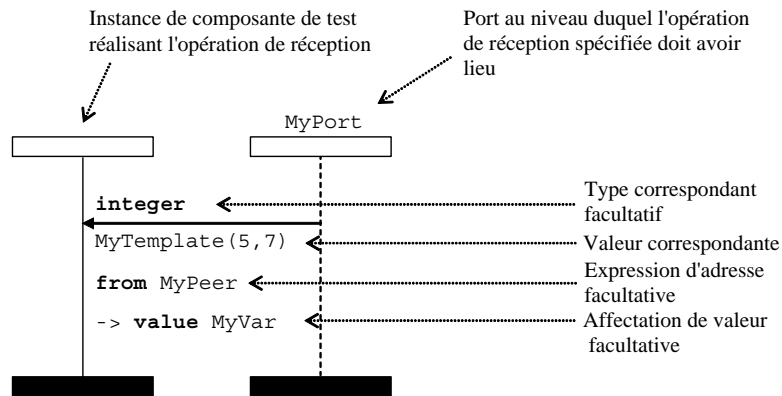 Instance de composante de test
réalisant l'opération de réception
Port au niveau duquel l'opération
de réception spécifiée doit avoir
lieu
MyPort
integer
Type correspondant
facultatif
MyTemplate(5,7)
Valeur correspondante
from MyPeer
Expression d'adresse
facultative
-> value MyVar
Affectation de valeur
facultative